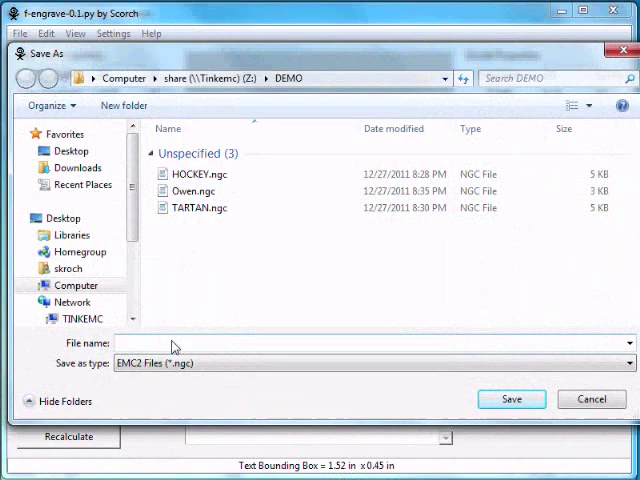 f-engrave-0.1.py by Scorch
File Edit View Settings Help
Save As
Computer share (\\Tinkemc) (Z:) DEMO
Search DEMO
Organize New folder
Favorites
Desktop
Downloads
Recent Places
Desktop
Libraries
Homegroup
skroch
Computer
Network
TINKEMC
Name Date modified Type Size
Unspecified (3)
HOCKEY.ngc 12/27/2011 8:28 PM NGC File 5 KB
Owen.ngc 12/27/2011 8:35 PM NGC File 3 KB
TARTAN.ngc 12/27/2011 8:30 PM NGC File 5 KB
File name:
Save as type: EMC2 Files (*.ngc)
Hide Folders
Save Cancel
Recalculate
Text Bounding Box = 1.52 in x 0.45 in